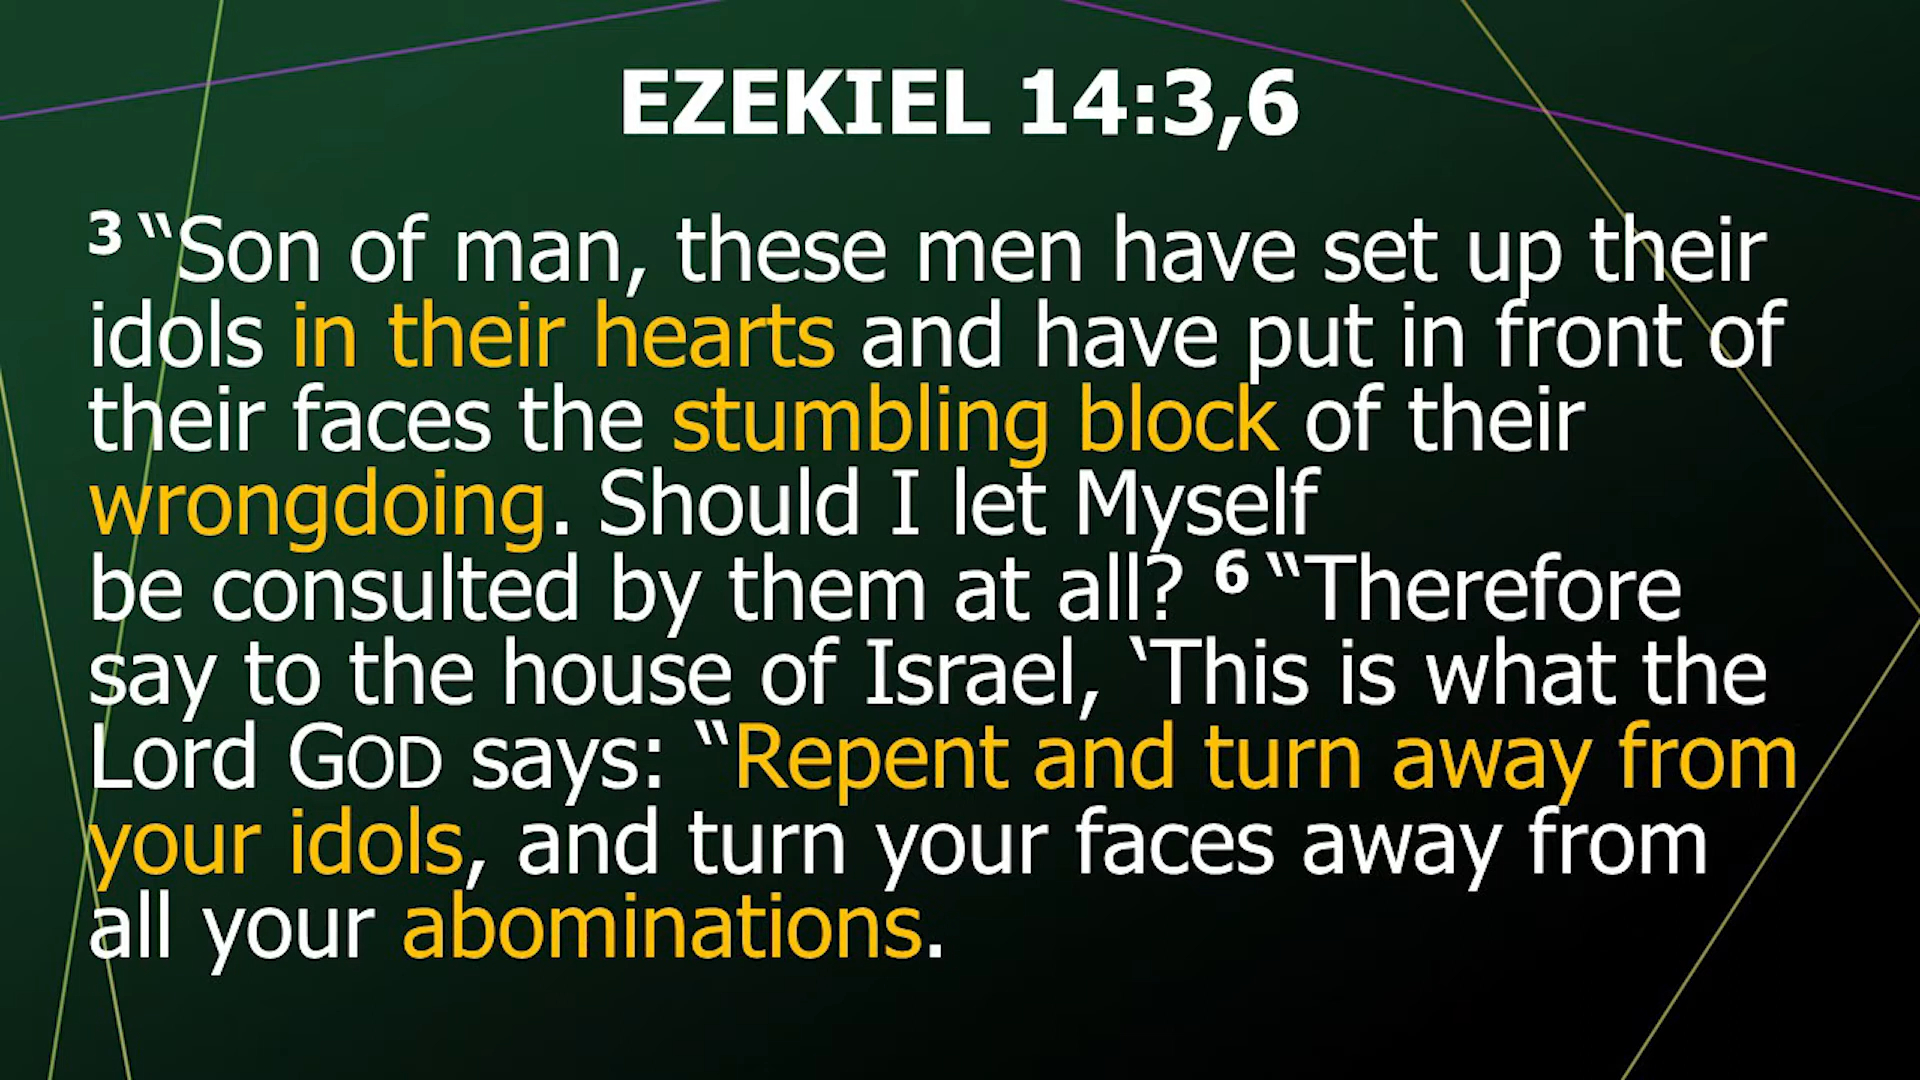 EZEKIEL 14:3,6
3 “Son of man, these men have set up their
idols in their hearts and have put in front of
their faces the stumbling block of their
wrongdoing. Should I let Myself
be consulted by them at all? 6 “Therefore
say to the house of Israel, ‘This is what the
Lord GOD says: “Repent and turn away from
your idols, and turn your faces away from
all your abominations.